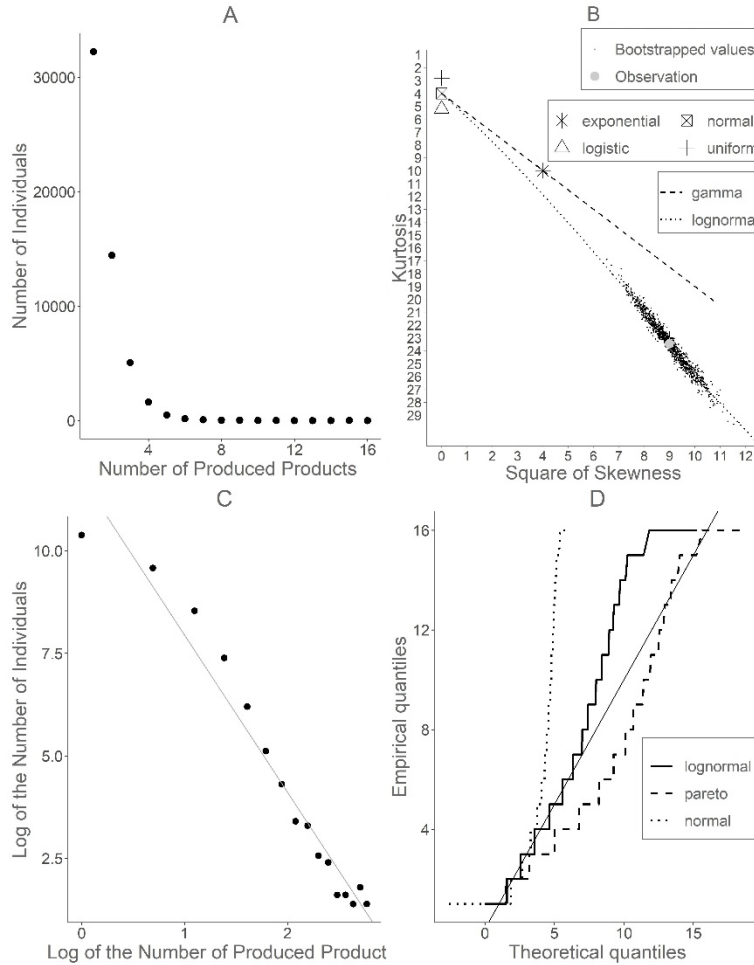 A
Number of Individuals
30000
20000
10000
0
4 8 12 16
Number of Produced Products
B
Kurtosis
1
2
3
4
5
6
7
8
9
10
11
12
13
14
15
16
17
18
19
20
21
22
23
24
25
26
27
28
29
Bootstrapped values
Observation
exponential normal
logistic uniform
gamma
lognormal
0 1 2 3 4 5 6 7 8 9 10 11 12
Square of Skewness
C
Log of the Number of Individuals
10.0
7.5
5.0
2.5
0 1 2
Log of the Number of Produced Product
D
Empirical quantiles
16
12
8
4
lognormal
pareto
normal
0 5 10 15
Theoretical quantiles